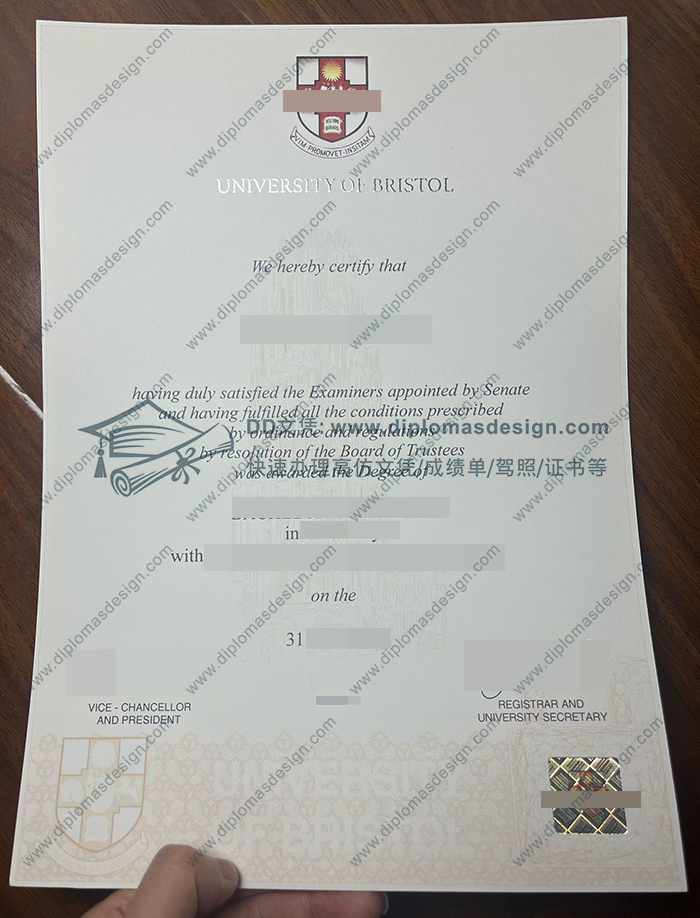 VIM·PROMOVET·INSITAM
UNIVERSITY OF BRISTOL
We hereby certify that
having duly satisfied the Examiners appointed by Senate
and having fulfilled all the conditions prescribed
by ordinance and regulations
by resolution of the Board of Trustees
was awarded the Degree of
in
with
on the
31
VICE - CHANCELLOR
AND PRESIDENT
REGISTRAR AND
UNIVERSITY SECRETARY
UNIVERSITY
OF BRISTOL
DD文凭: www.diplomasdesign.com
快速办理高仿文凭/成绩单/驾照/证书等
www.diplomasdesign.com